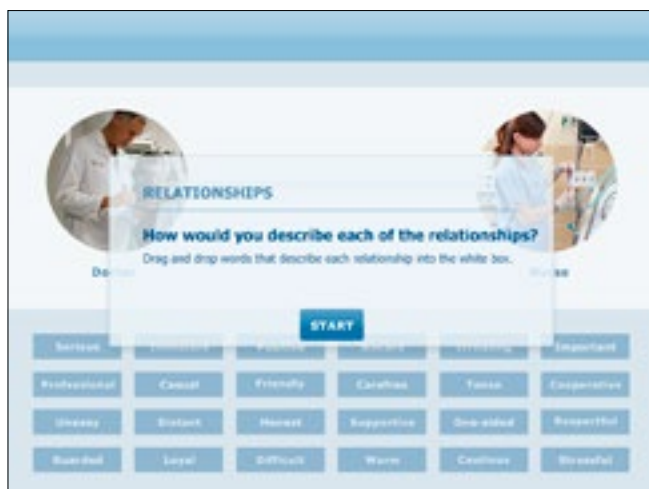 RELATIONSHIPS
How would you describe each of the relationships?
Drag and drop words that describe each relationship into the white box.
START
Serious Important
Professional Casual Friendly Carefree Tense Cooperative
Uneasy Distant Honest Supportive One-sided Respectful
Guarded Loyal Difficult Warm Cautious Stressful